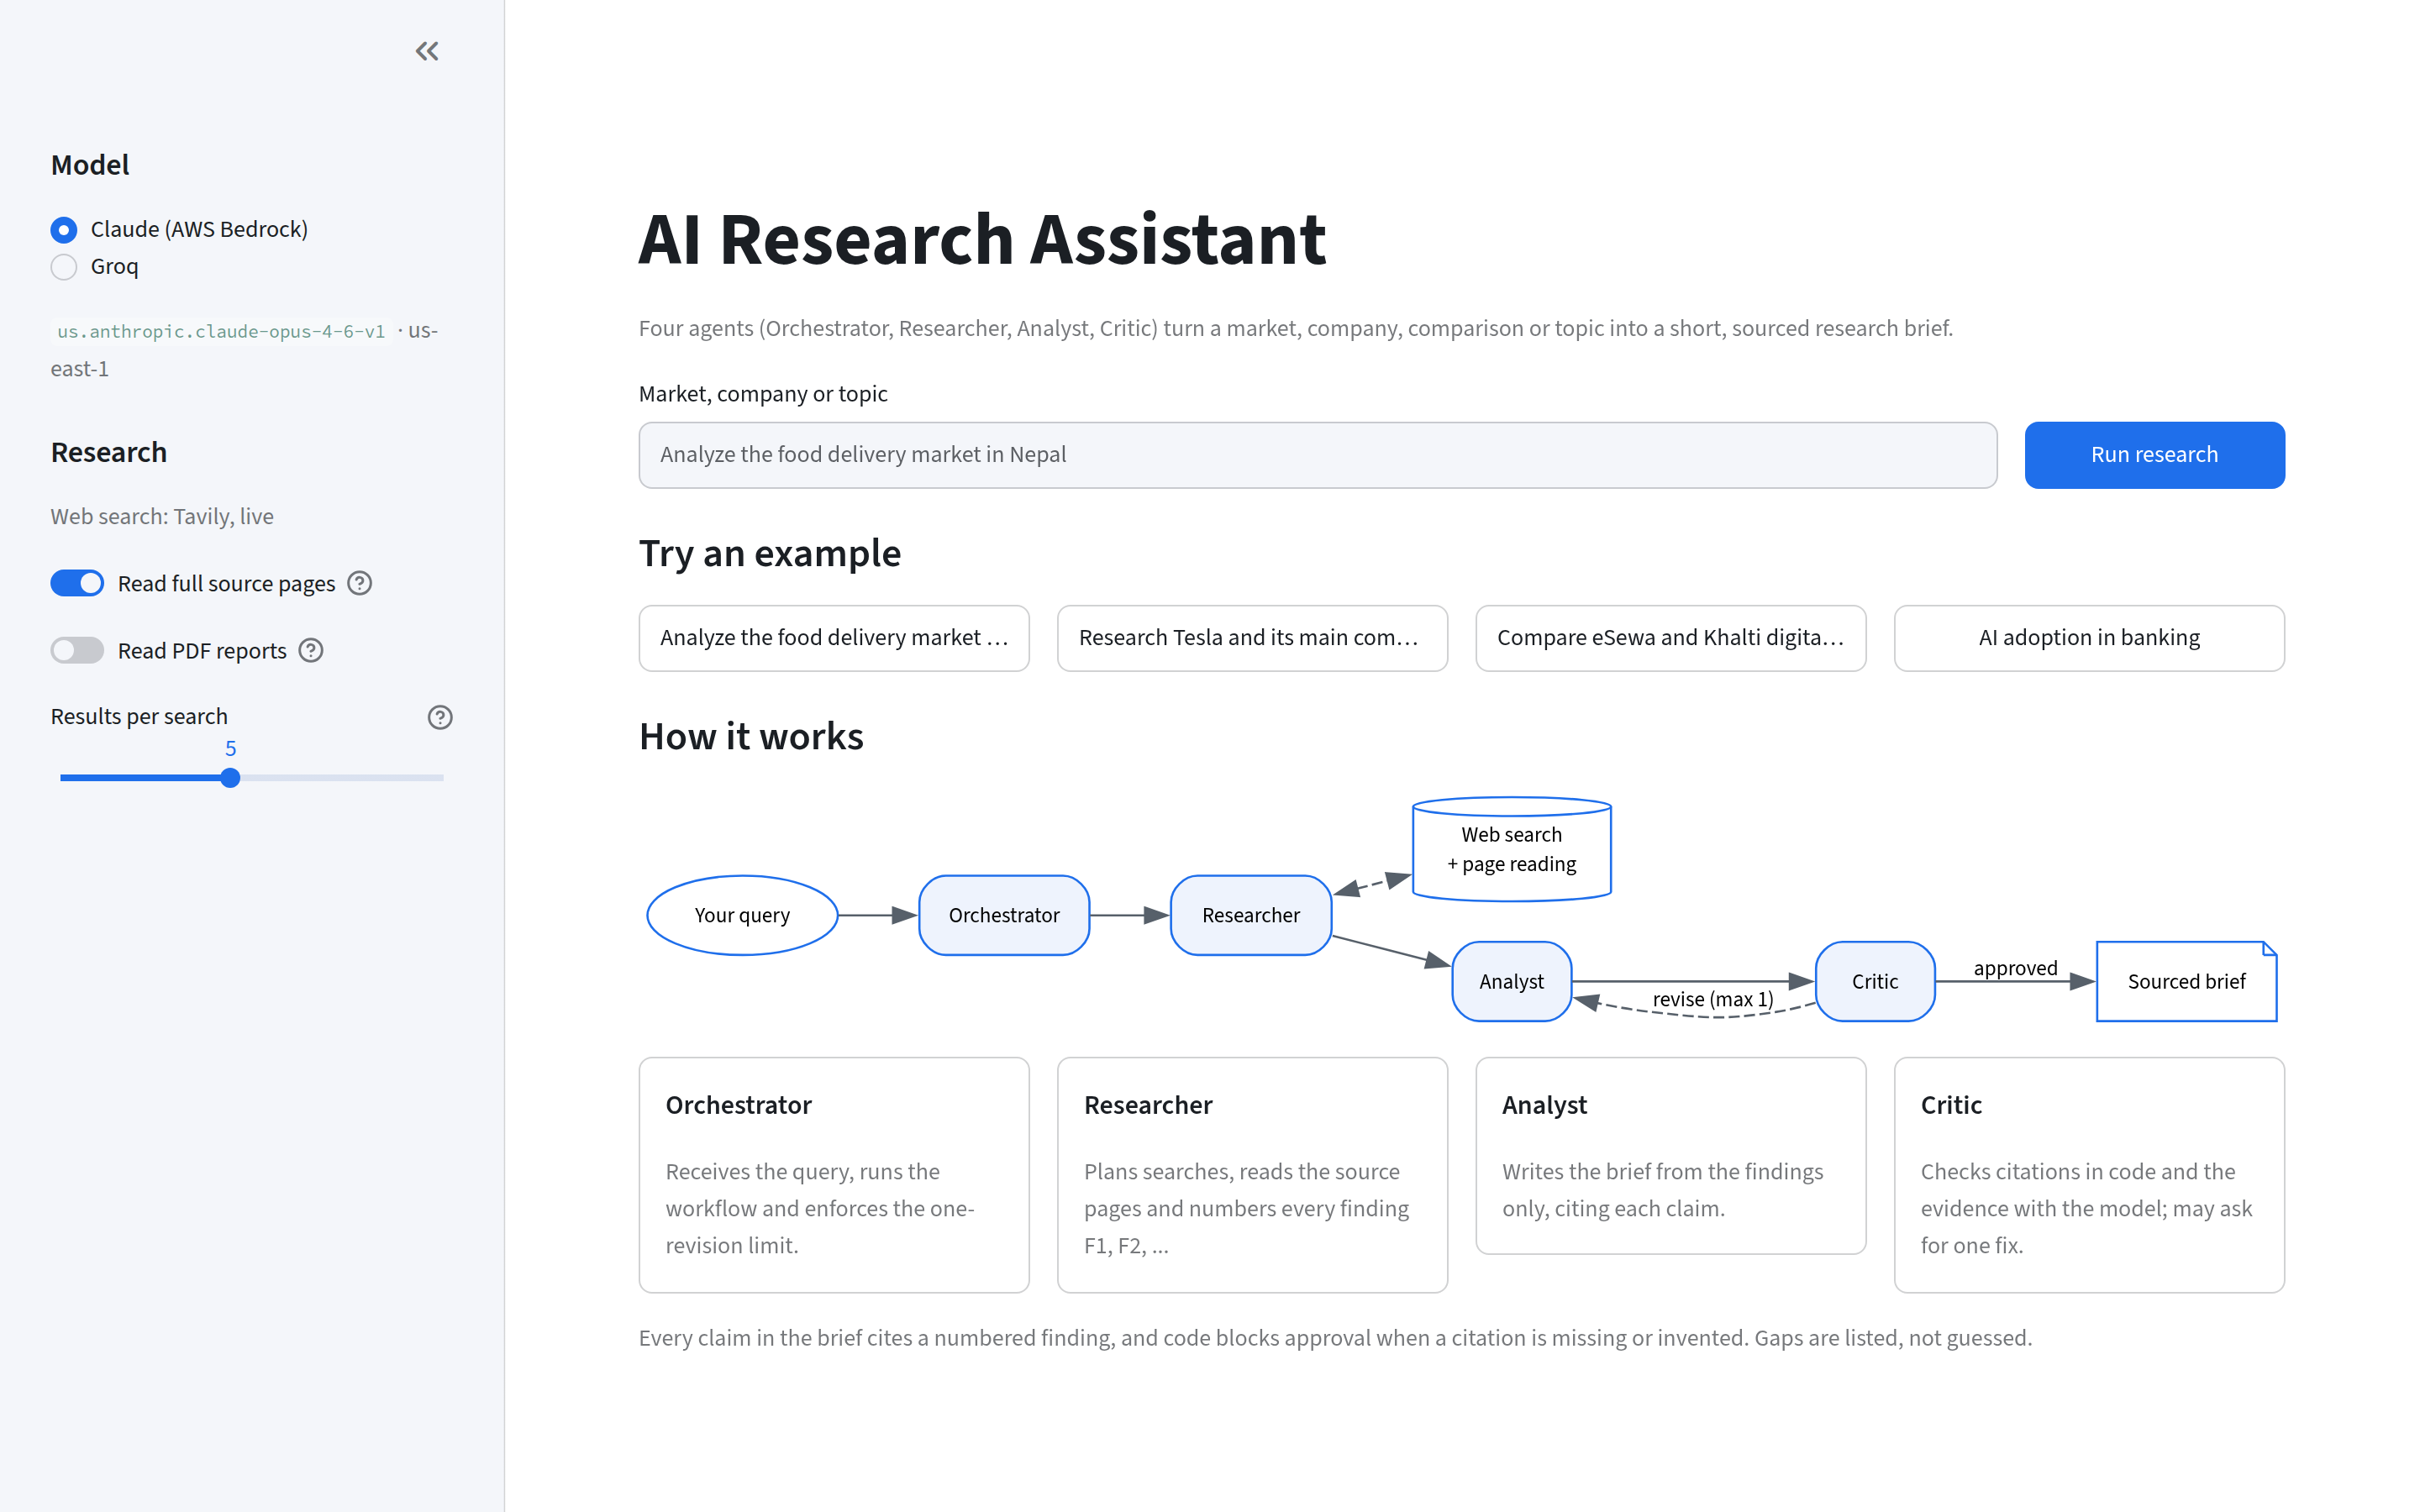 Model
Claude (AWS Bedrock)
Groq
us.anthropic.claude-opus-4-6-v1 · us-
east-1
Research
Web search: Tavily, live
Read full source pages
Read PDF reports
Results per search
5
AI Research Assistant
Four agents (Orchestrator, Researcher, Analyst, Critic) turn a market, company, comparison or topic into a short, sourced research brief.
Market, company or topic
Analyze the food delivery market in Nepal
Run research
Try an example
Analyze the food delivery market ...
Research Tesla and its main com...
Compare eSewa and Khalti digita...
AI adoption in banking
How it works
Your query
Orchestrator
Researcher
Web search
+ page reading
Analyst
revise (max 1)
Critic
approved
Sourced brief
Orchestrator
Receives the query, runs the
workflow and enforces the one-
revision limit.
Researcher
Plans searches, reads the source
pages and numbers every finding
F1, F2, ...
Analyst
Writes the brief from the findings
only, citing each claim.
Critic
Checks citations in code and the
evidence with the model; may ask
for one fix.
Every claim in the brief cites a numbered finding, and code blocks approval when a citation is missing or invented. Gaps are listed, not guessed.